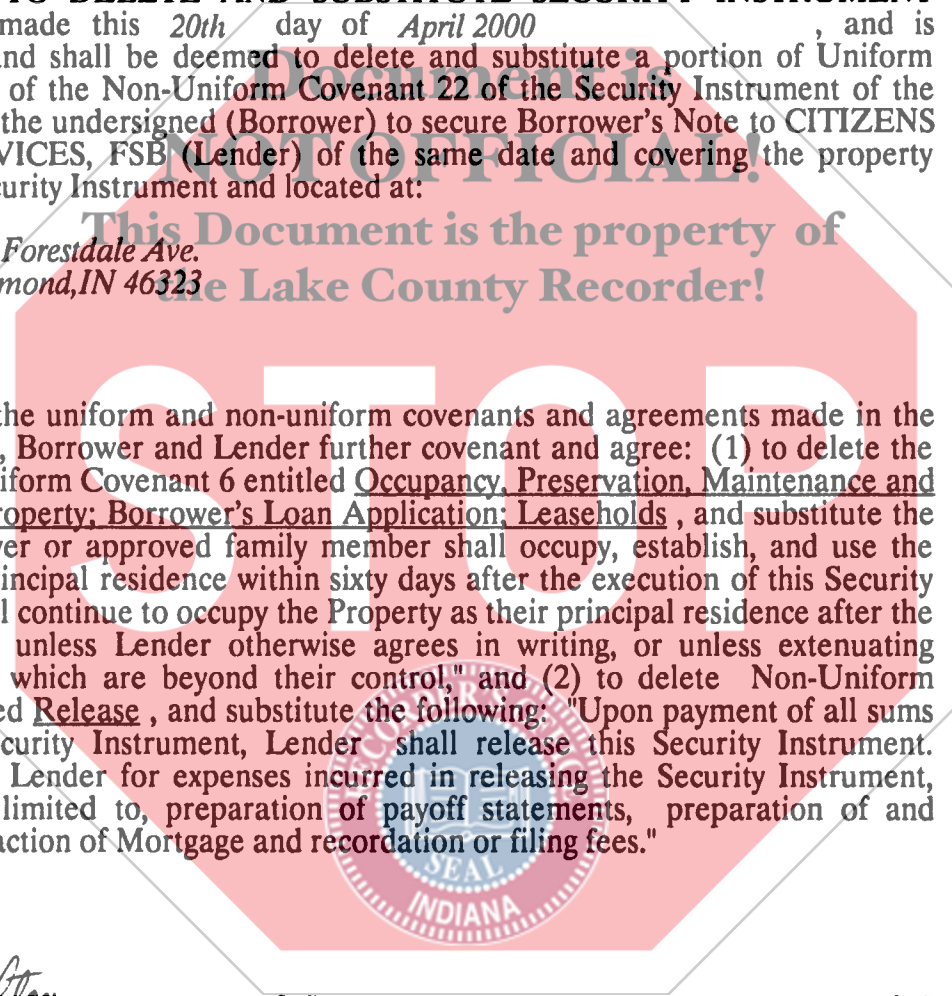 TO DELETE AND SUBSTITUTE SECURITY INSTRUMENT
made this 20th day of April 2000 , and is
and shall be deemed to delete and substitute a portion of Uniform
of the Non-Uniform Covenant 22 of the Security Instrument of the
the undersigned (Borrower) to secure Borrower's Note to CITIZENS
VICES, FSB (Lender) of the same date and covering the property
curity Instrument and located at:
Forestdale Ave.
mond,IN 46323
Document is
NOT OFFICIAL!
This Document is the property of
the Lake County Recorder!
STOP
the uniform and non-uniform covenants and agreements made in the
, Borrower and Lender further covenant and agree: (1) to delete the
iform Covenant 6 entitled Occupancy, Preservation, Maintenance and
roperty; Borrower's Loan Application; Leaseholds , and substitute the
er or approved family member shall occupy, establish, and use the
incipal residence within sixty days after the execution of this Security
l continue to occupy the Property as their principal residence after the
unless Lender otherwise agrees in writing, or unless extenuating
which are beyond their control," and (2) to delete Non-Uniform
ed Release , and substitute the following: "Upon payment of all sums
curity Instrument, Lender shall release this Security Instrument.
Lender for expenses incurred in releasing the Security Instrument,
limited to, preparation of payoff statements, preparation of and
action of Mortgage and recordation or filing fees."
RECORDER'S OFFICE
SEAL
INDIANA